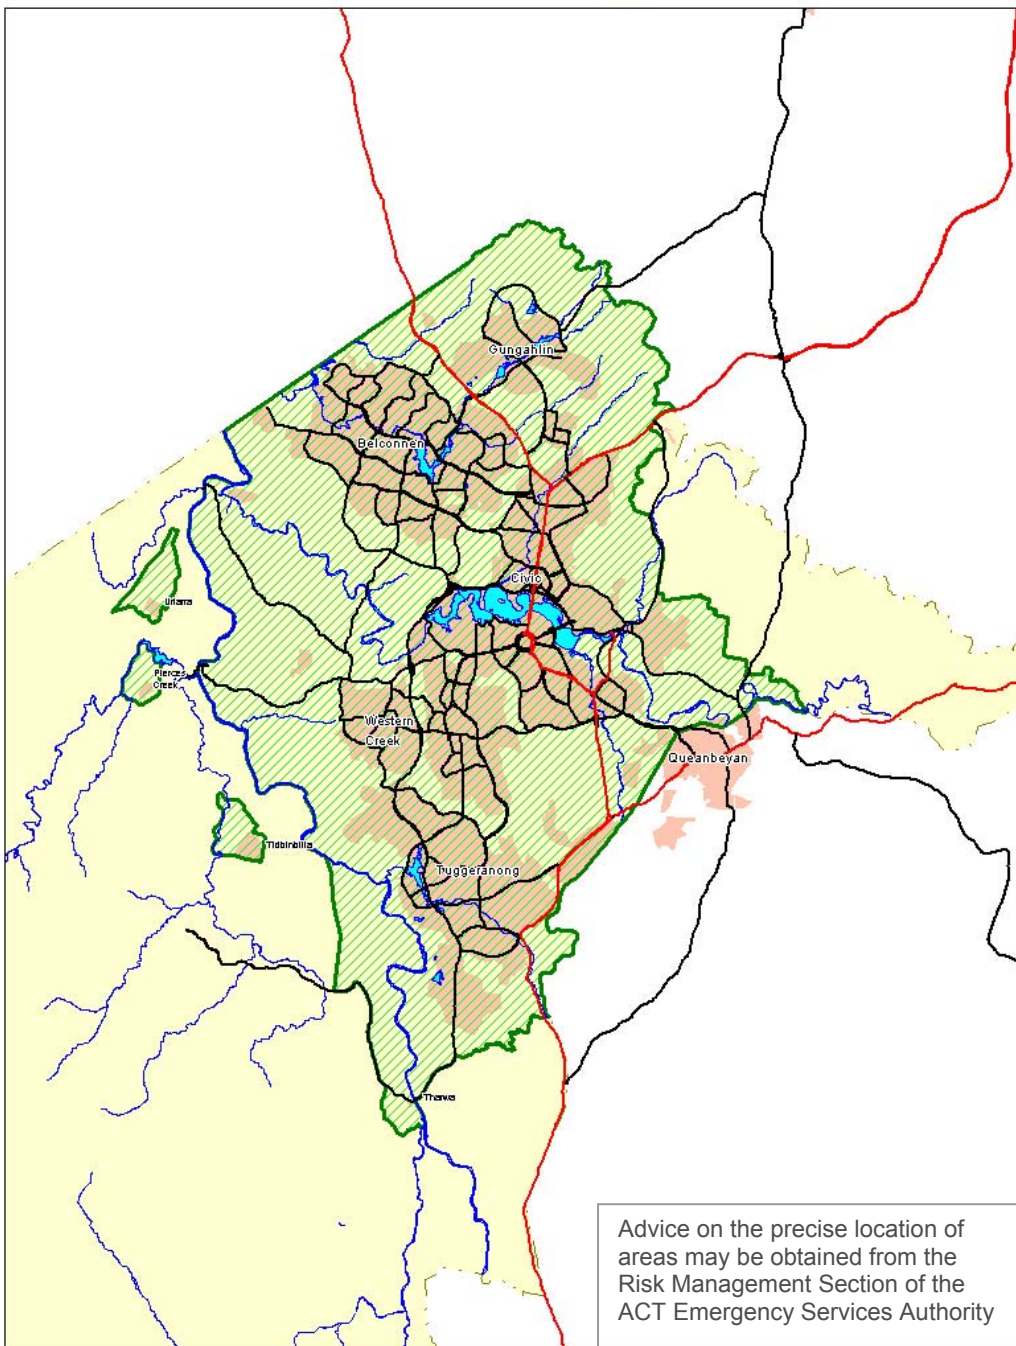 Gungahlin
Belconnen
Civic
Uriarra
Pierces
Creek
Western
Creek
Queanbeyan
Tidbinbilla
Tuggeranong
Tharwa
Advice on the precise location of
areas may be obtained from the
Risk Management Section of the
ACT Emergency Services Authority